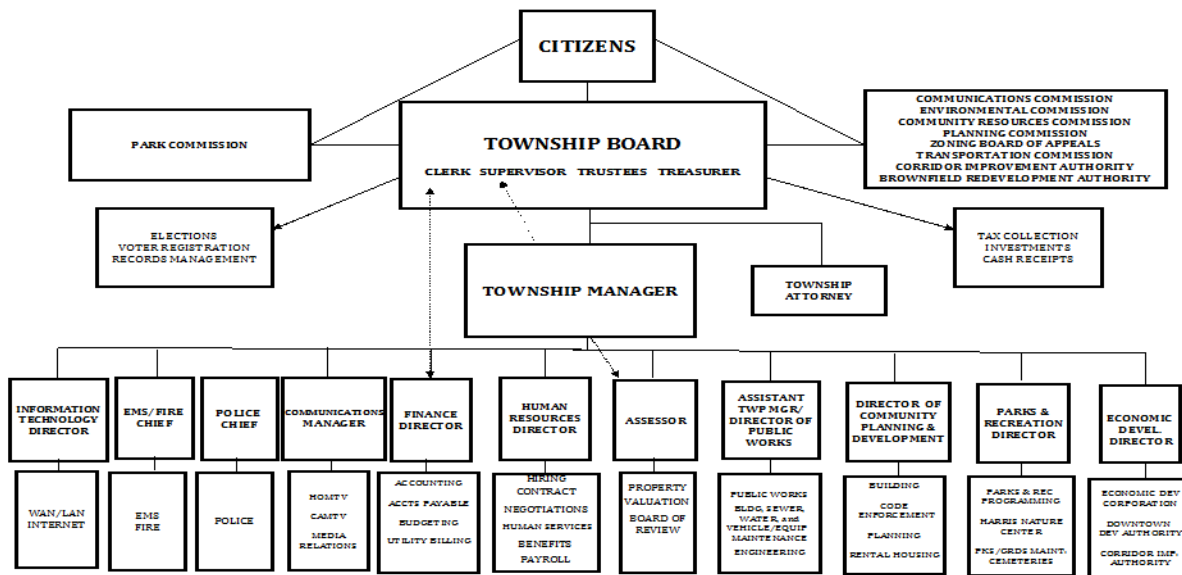 CITIZENS
PARK COMMISSION
TOWNSHIP BOARD
CLERK SUPERVISOR TRUSTEES TREASURER
COMMUNICATIONS COMMISSION
ENVIRONMENTAL COMMISSION
COMMUNITY RESOURCES COMMISSION
PLANNING COMMISSION
ZONING BOARD OF APPEALS
TRANSPORTATION COMMISSION
CORRIDOR IMPROVEMENT AUTHORITY
BROWNFIELD REDEVELOPMENT AUTHORITY
ELECTIONS
VOTER REGISTRATION
RECORDS MANAGEMENT
TAX COLLECTION
INVESTMENTS
CASH RECEIPTS
TOWNSHIP MANAGER
TOWNSHIP
ATTORNEY
INFORMATION
TECHNOLOGY
DIRECTOR
EMS/FIRE
CHIEF
POLICE
CHIEF
COMMUNICATIONS
MANAGER
FINANCE
DIRECTOR
HUMAN
RESOURCES
DIRECTOR
ASSESSOR
ASSISTANT
TWP MGR/
DIRECTOR OF
PUBLIC
WORKS
DIRECTOR OF
COMMUNITY
PLANNING &
DEVELOPMENT
PARKS &
RECREATION
DIRECTOR
ECONOMIC
DEVEL.
DIRECTOR
WAN/LAN
INTERNET
EMS
FIRE
POLICE
HOMTV
CAMTV
MEDIA
RELATIONS
ACCOUNTING
ACCTS PAYABLE
BUDGETING
UTILITY BILLING
HIRING
CONTRACT
NEGOTIATIONS
HUMAN SERVICES
BENEFITS
PAYROLL
PROPERTY
VALUATION
BOARD OF
REVIEW
PUBLIC WORKS
BLDG, SEWER,
WATER, and
VEHICLE/EQUIP
MAINTENANCE
ENGINEERING
BUILDING
CODE
ENFORCEMENT
PLANNING
RENTAL HOUSING
PARKS & REC
PROGRAMMING
HARRIS NATURE
CENTER
PKS/GRDS MAINT-
CEMETERIES
ECONOMIC DEV
CORPORATION
DOWNTOWN
DEV AUTHORITY
CORRIDOR IMP.
AUTHORITY